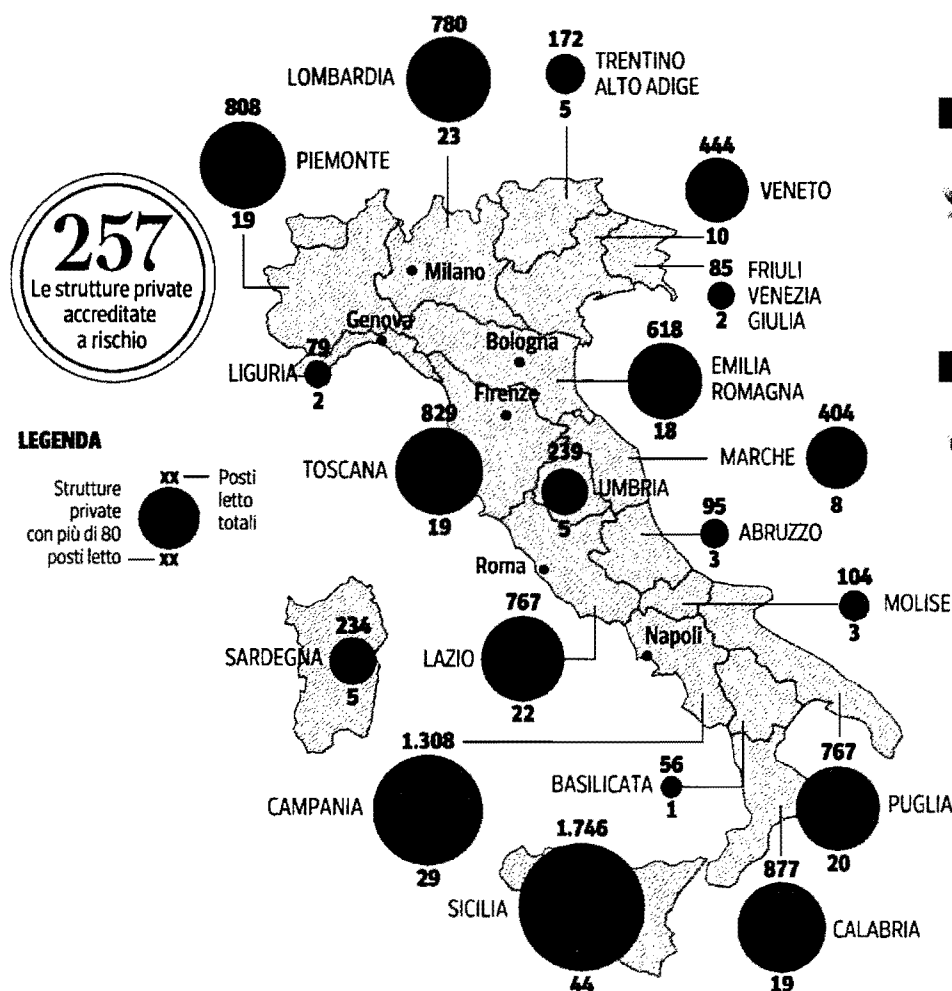 780
LOMBARDIA
23
172
TRENTINO
ALTO ADIGE
5
808
PIEMONTE
19
444
VENETO
10
257
Le strutture private
accreditate
a rischio
Milano
85
FRIULI
VENEZIA
GIULIA
2
Genova
79
LIGURIA
2
Bologna
618
EMILIA
ROMAGNA
18
Firenze
829
TOSCANA
19
404
MARCHE
8
239
UMBRIA
5
LEGENDA
Strutture
private
con più di 80
posti letto
xx
xx
Posti
letto
totali
95
ABRUZZO
3
Roma
104
MOLISE
3
234
SARDEGNA
5
767
LAZIO
22
Napoli
1.308
CAMPANIA
29
56
BASILICATA
1
767
PUGLIA
20
1.746
SICILIA
44
877
CALABRIA
19